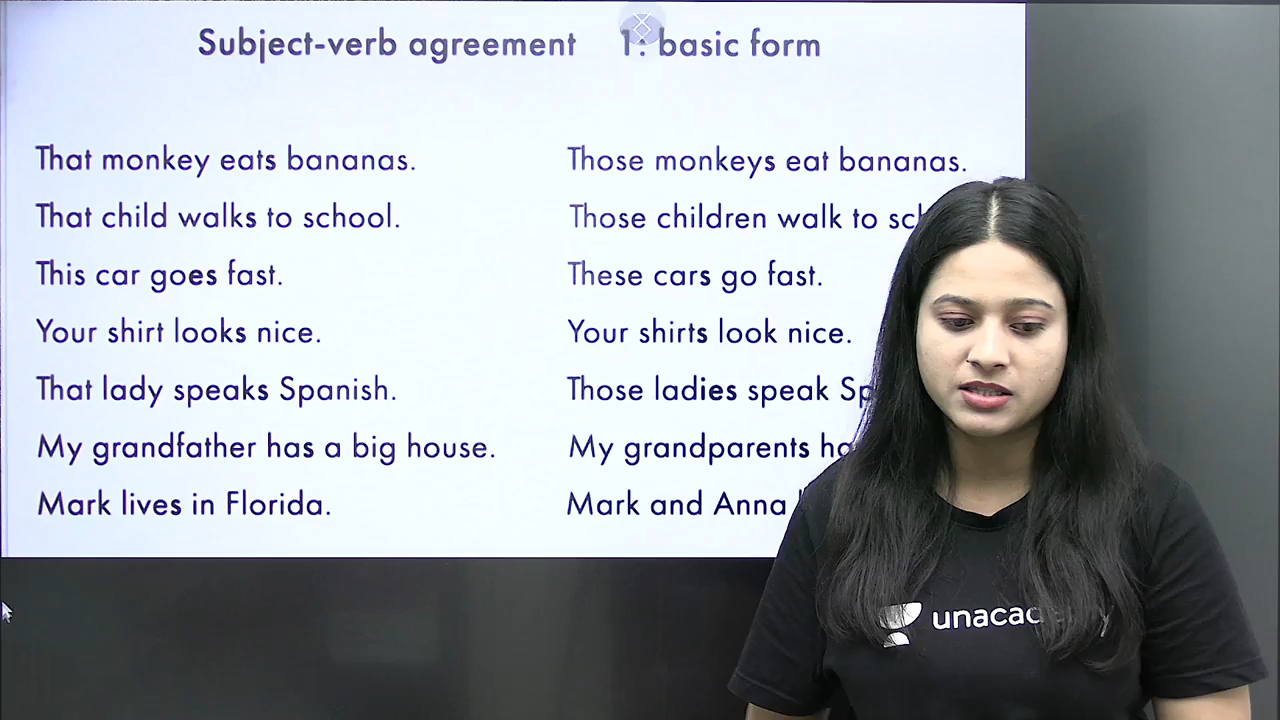 Subject-verb agreement 1: basic form
That monkey eats bananas. Those monkeys eat bananas.
That child walks to school. Those children walk to
This car goes fast. These cars go fast.
Your shirt looks nice. Your shirts look nice.
That lady speaks Spanish. Those ladies speak
My grandfather has a big house. My grandparents
Mark lives in Florida. Mark and Anna